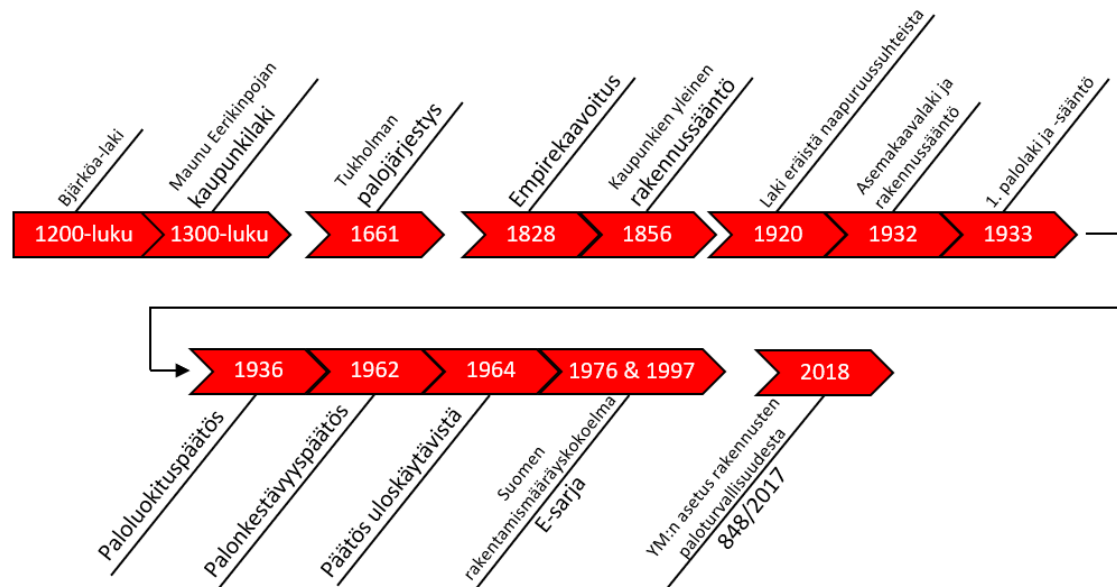 Bjärköa-laki
Maunu Eerikinpojan
kaupunkilaki
Tukholman
palojärjestys
Empirekaavoitus
Kaupunkien yleinen
rakennussääntö
Laki eräistä naapuruussuhteista
Asemakaavalaki ja
rakennussääntö
1. palolaki ja -sääntö
1200-luku
1300-luku
1661
1828
1856
1920
1932
1933
1936
1962
1964
1976 & 1997
2018
Paloluokituspäätös
Palonkestävyyspäätös
Päätös uloskäytävistä
Suomen
rakentamismääräyskokoelma
E-sarja
YM:n asetus rakennusten
paloturvallisuudesta
848/2017